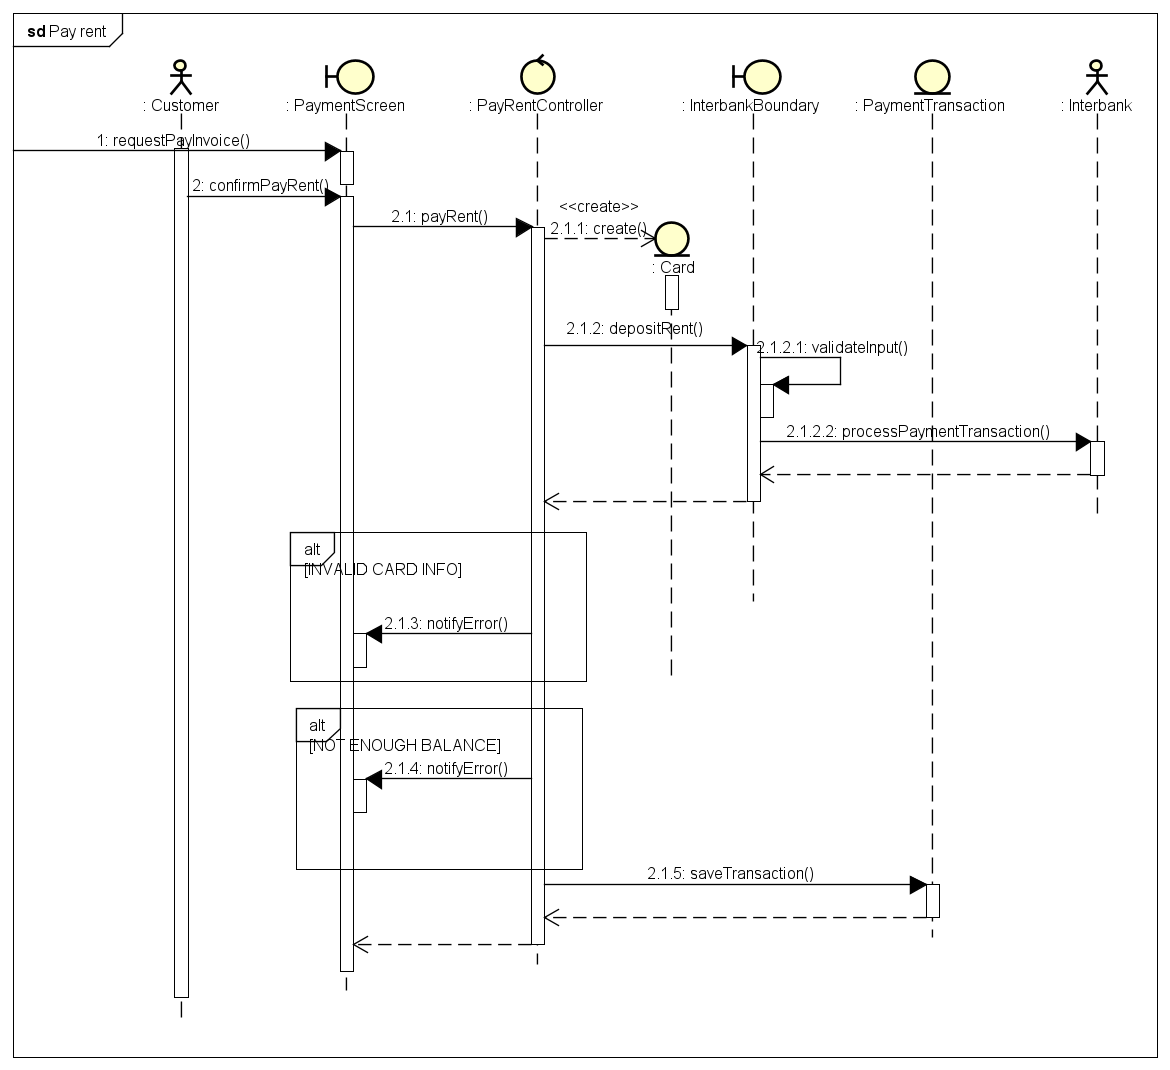 sd Pay rent
: Customer
: PaymentScreen
: PayRentController
: InterbankBoundary
: PaymentTransaction
: Interbank
1: requestPayInvoice()
2: confirmPayRent()
2.1: payRent()
<<create>>
2.1.1: create()
: Card
2.1.2: depositRent()
2.1.2.1: validateInput()
2.1.2.2: processPaymentTransaction()
alt
[INVALID CARD INFO]
2.1.3: notifyError()
alt
[NOT ENOUGH BALANCE]
2.1.4: notifyError()
2.1.5: saveTransaction()